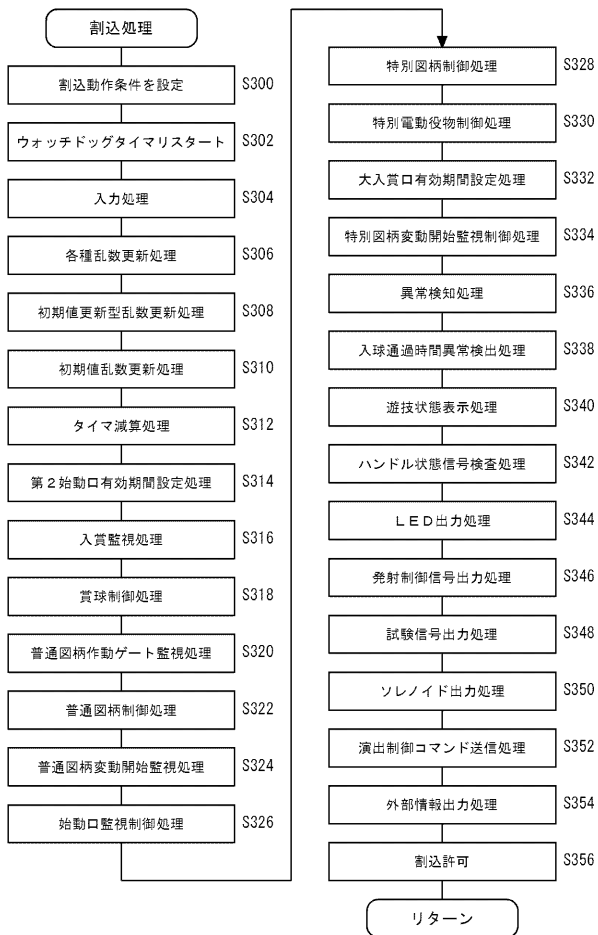 割込処理
割込動作条件を設定 S300
ウォッチドッグタイマリスタート S302
入力処理 S304
各種乱数更新処理 S306
初期値更新型乱数更新処理 S308
初期値乱数更新処理 S310
タイマ減算処理 S312
第2始動口有効期間設定処理 S314
入賞監視処理 S316
賞球制御処理 S318
普通図柄作動ゲート監視処理 S320
普通図柄制御処理 S322
普通図柄変動開始監視処理 S324
始動口監視制御処理 S326
特別図柄制御処理 S328
特別電動役物制御処理 S330
大入賞口有効期間設定処理 S332
特別図柄変動開始監視制御処理 S334
異常検知処理 S336
入球通過時間異常検出処理 S338
遊技状態表示処理 S340
ハンドル状態信号検査処理 S342
LED出力処理 S344
発射制御信号出力処理 S346
試験信号出力処理 S348
ソレノイド出力処理 S350
演出制御コマンド送信処理 S352
外部情報出力処理 S354
割込許可 S356
リターン